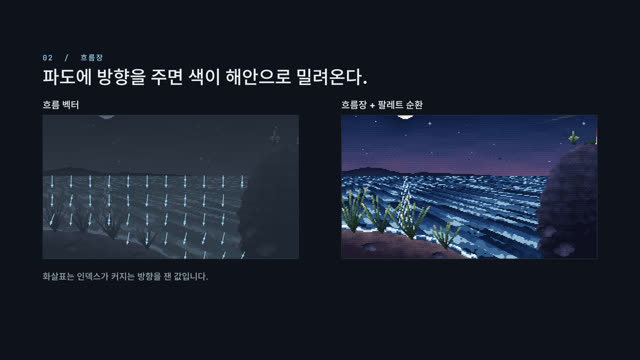 02 / 흐름장
파도에 방향을 주면 색이 해안으로 밀려온다.
흐름 벡터
흐름장 + 팔레트 순환
화살표는 인덱스가 커지는 방향을 잰 값입니다.